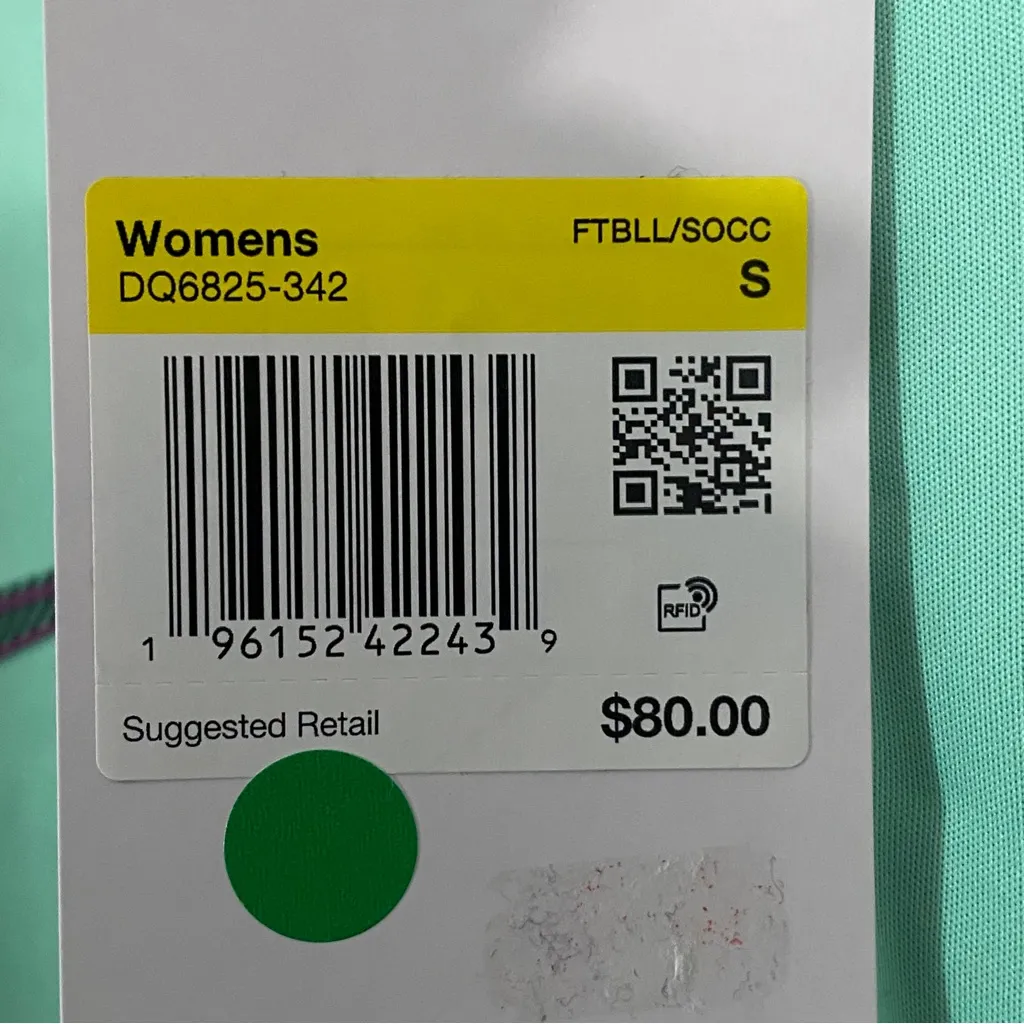 Womens
FTBLL/SOCC
DQ6825-342
S
1 96152 42243 9
RFID
Suggested Retail
$80.00